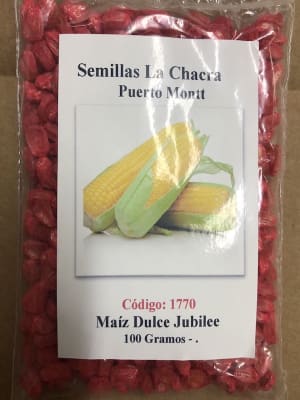 Semillas La Chacra
Puerto Montt
Código: 1770
Maíz Dulce Jubilee
100 Gramos - .